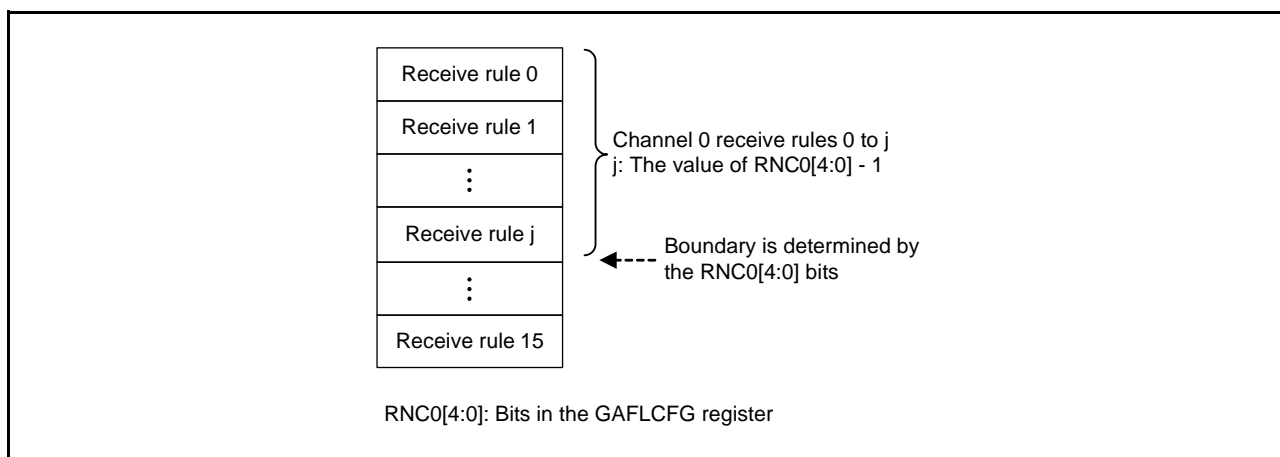 Receive rule 0
Receive rule 1
⋮
Receive rule j
⋮
Receive rule 15
Channel 0 receive rules 0 to j
j: The value of RNC0[4:0] - 1
Boundary is determined by
the RNC0[4:0] bits
RNC0[4:0]: Bits in the GAFLCFG register